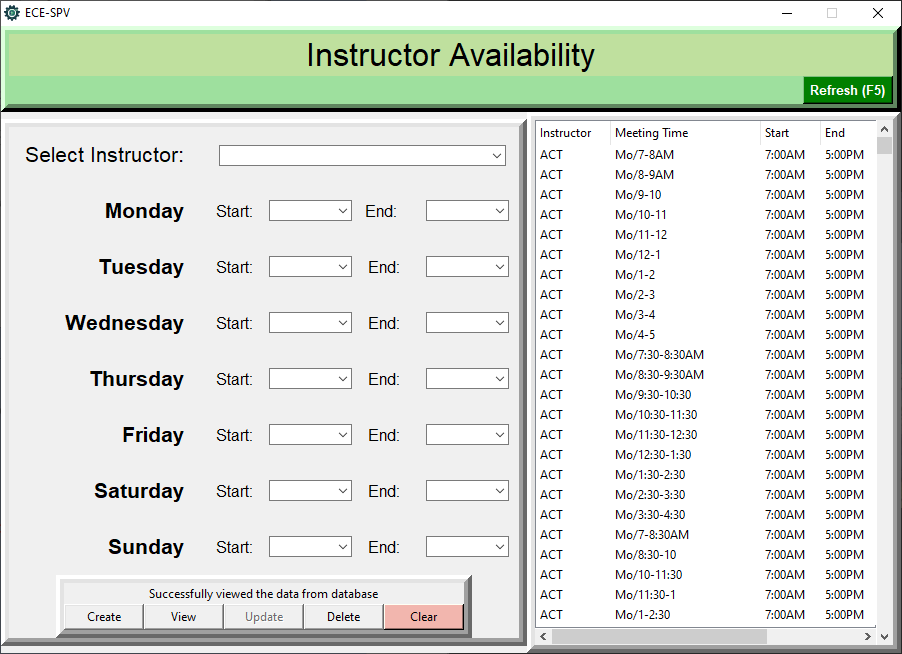 ECE-SPV
Instructor Availability
Refresh (F5)
Select Instructor:
Monday Start: End:
Tuesday Start: End:
Wednesday Start: End:
Thursday Start: End:
Friday Start: End:
Saturday Start: End:
Sunday Start: End:
Successfully viewed the data from database
Create View Update Delete Clear
Instructor Meeting Time Start End
ACT Mo/7-8AM 7:00AM 5:00PM
ACT Mo/8-9AM 7:00AM 5:00PM
ACT Mo/9-10 7:00AM 5:00PM
ACT Mo/10-11 7:00AM 5:00PM
ACT Mo/11-12 7:00AM 5:00PM
ACT Mo/12-1 7:00AM 5:00PM
ACT Mo/1-2 7:00AM 5:00PM
ACT Mo/2-3 7:00AM 5:00PM
ACT Mo/3-4 7:00AM 5:00PM
ACT Mo/4-5 7:00AM 5:00PM
ACT Mo/7:30-8:30AM 7:00AM 5:00PM
ACT Mo/8:30-9:30AM 7:00AM 5:00PM
ACT Mo/9:30-10:30 7:00AM 5:00PM
ACT Mo/10:30-11:30 7:00AM 5:00PM
ACT Mo/11:30-12:30 7:00AM 5:00PM
ACT Mo/12:30-1:30 7:00AM 5:00PM
ACT Mo/1:30-2:30 7:00AM 5:00PM
ACT Mo/2:30-3:30 7:00AM 5:00PM
ACT Mo/3:30-4:30 7:00AM 5:00PM
ACT Mo/7-8:30AM 7:00AM 5:00PM
ACT Mo/8:30-10 7:00AM 5:00PM
ACT Mo/10-11:30 7:00AM 5:00PM
ACT Mo/11:30-1 7:00AM 5:00PM
ACT Mo/1-2:30 7:00AM 5:00PM